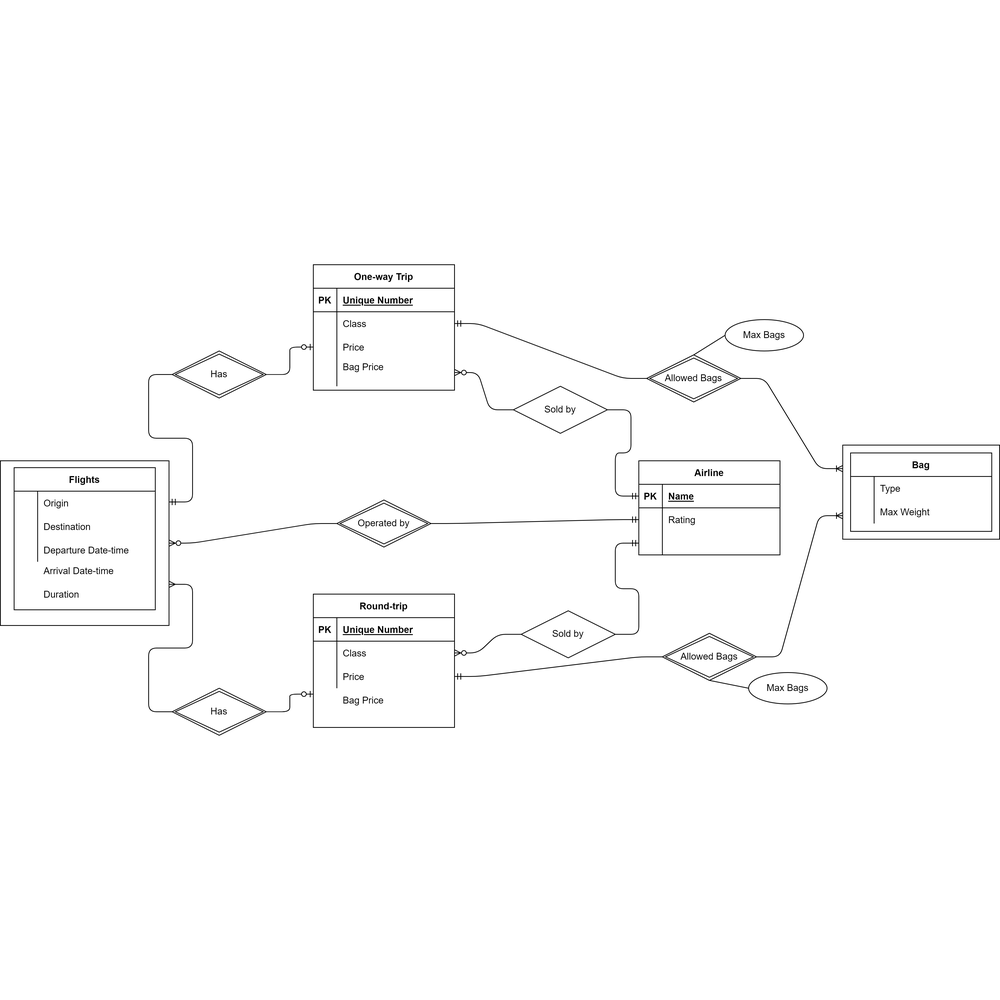 One-way Trip
PK Unique Number
Class
Price
Bag Price
Max Bags
Has
Allowed Bags
Sold by
Flights
Origin
Destination
Departure Date-time
Arrival Date-time
Duration
Operated by
Airline
PK Name
Rating
Bag
Type
Max Weight
Round-trip
PK Unique Number
Class
Price
Bag Price
Sold by
Allowed Bags
Max Bags
Has